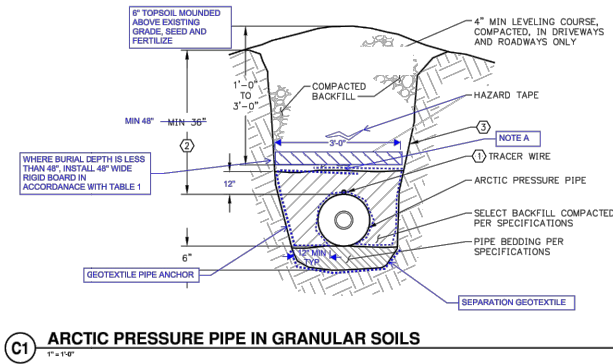 6" TOPSOIL MOUNDED
ABOVE EXISTING
GRADE, SEED AND
FERTILIZE
4" MIN LEVELING COURSE,
COMPACTED, IN DRIVEWAYS
AND ROADWAYS ONLY
1'-0"
TO
3'-0"
COMPACTED
BACKFILL
HAZARD TAPE
MIN 48"
MIN 36"
2
3
3'-0"
NOTE A
WHERE BURIAL DEPTH IS LESS
THAN 48", INSTALL 48" WIDE
RIGID BOARD IN
ACCORDANACE WITH TABLE 1
1
TRACER WIRE
12"
ARCTIC PRESSURE PIPE
SELECT BACKFILL COMPACTED
PER SPECIFICATIONS
6"
12" MIN
TYP
PIPE BEDDING PER
SPECIFICATIONS
GEOTEXTILE PIPE ANCHOR
SEPARATION GEOTEXTILE
C1
ARCTIC PRESSURE PIPE IN GRANULAR SOILS
1" = 1'-0"